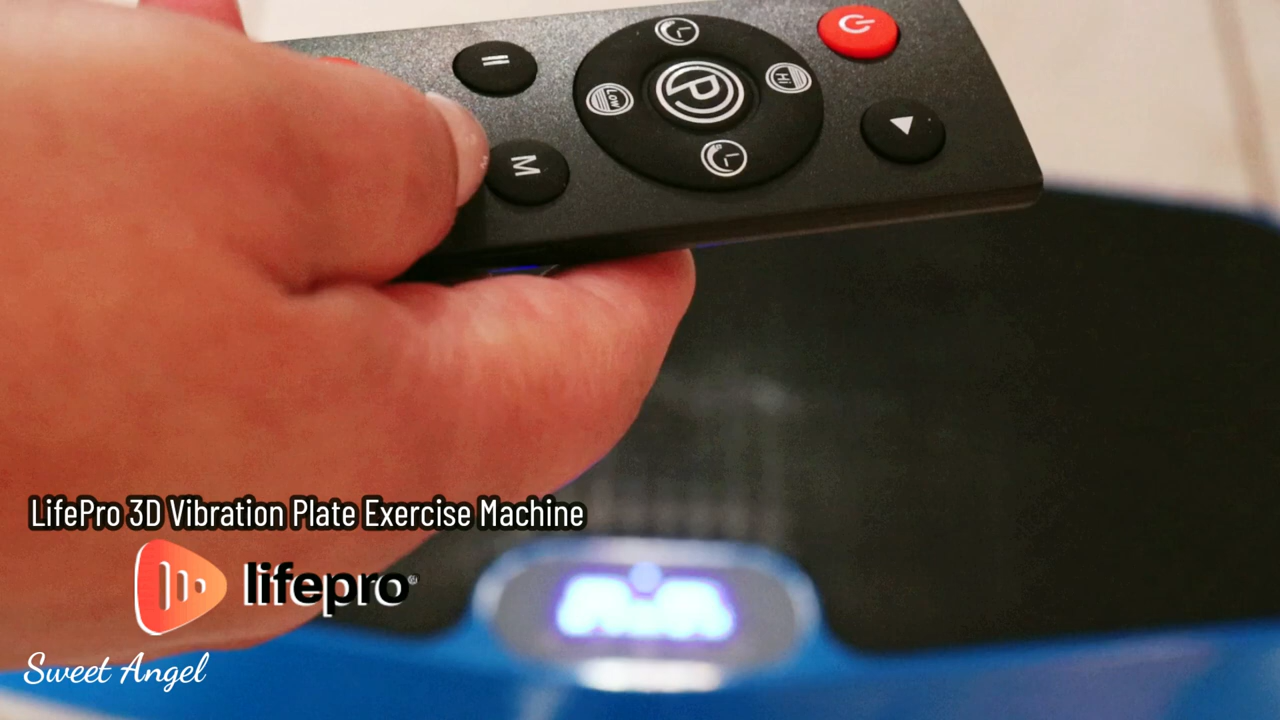 Hi
Low
P
M
LifePro 3D Vibration Plate Exercise Machine
lifepro®
Sweet Angel